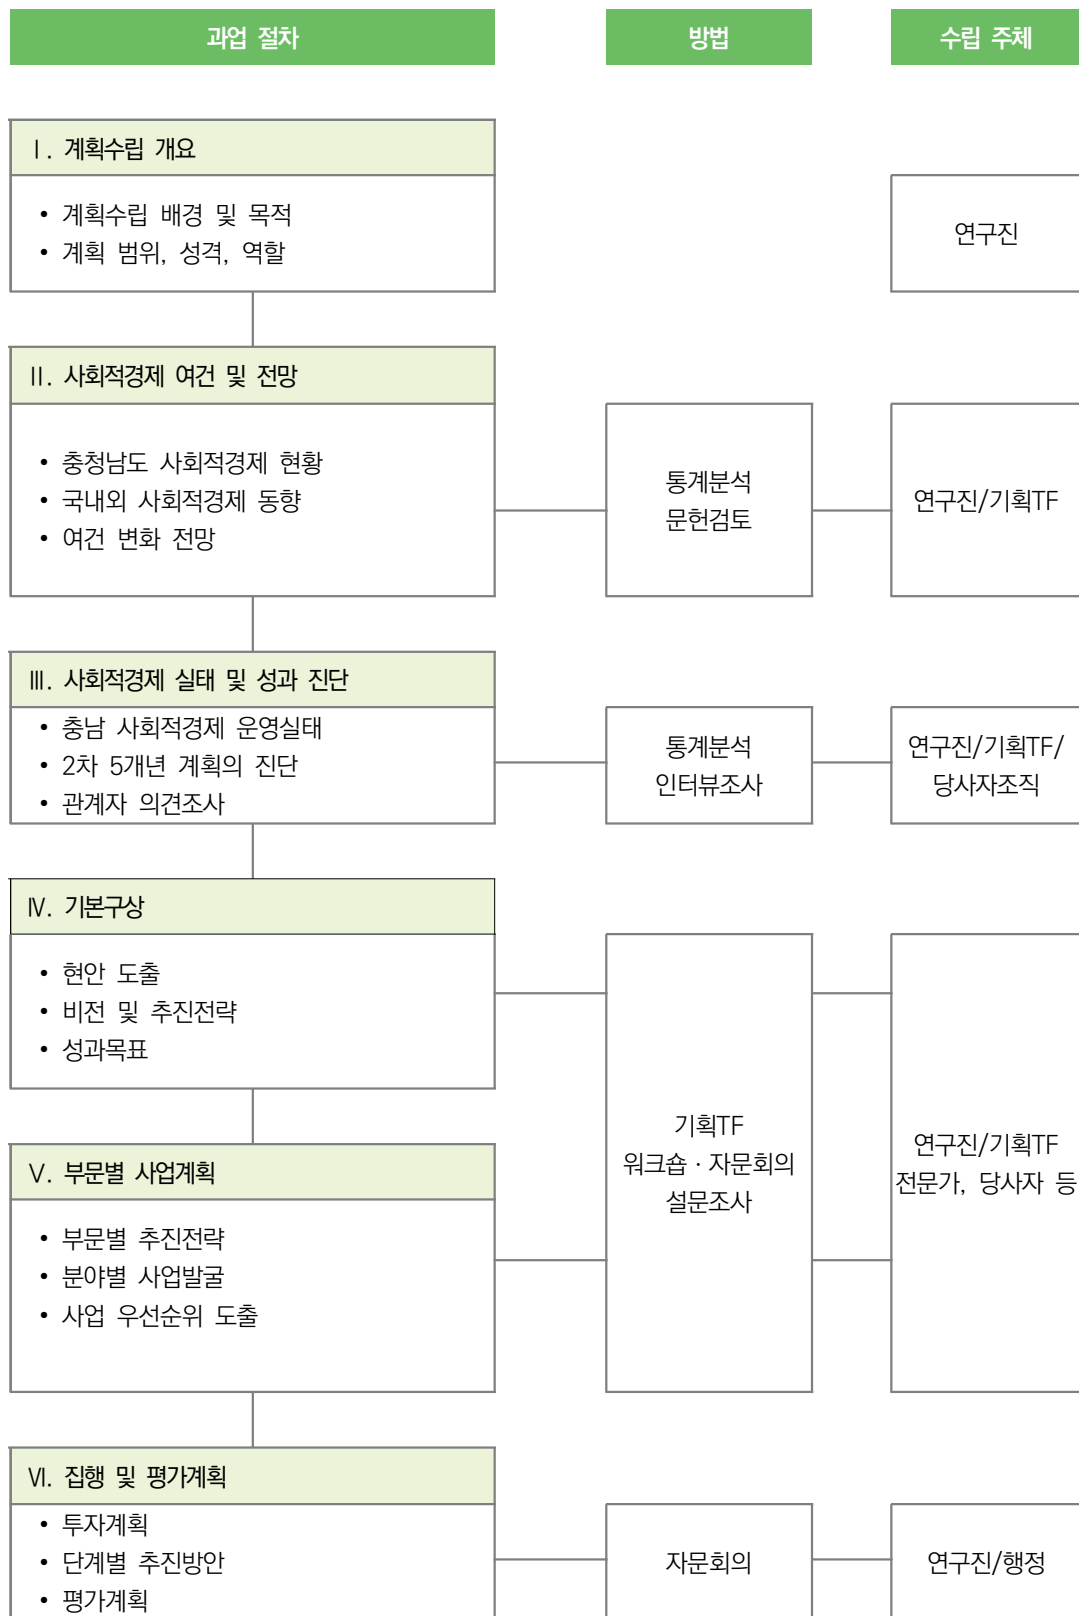 과업 절차
방법
수립 주체
Ⅰ. 계획수립 개요
• 계획수립 배경 및 목적
• 계획 범위, 성격, 역할
연구진
Ⅱ. 사회적경제 여건 및 전망
• 충청남도 사회적경제 현황
• 국내외 사회적경제 동향
• 여건 변화 전망
통계분석
문헌검토
연구진/기획TF
Ⅲ. 사회적경제 실태 및 성과 진단
• 충남 사회적경제 운영실태
• 2차 5개년 계획의 진단
• 관계자 의견조사
통계분석
인터뷰조사
연구진/기획TF/
당사자조직
Ⅳ. 기본구상
• 현안 도출
• 비전 및 추진전략
• 성과목표
Ⅴ. 부문별 사업계획
• 부문별 추진전략
• 분야별 사업발굴
• 사업 우선순위 도출
기획TF
워크숍·자문회의
설문조사
연구진/기획TF
전문가, 당사자 등
Ⅵ. 집행 및 평가계획
• 투자계획
• 단계별 추진방안
• 평가계획
자문회의
연구진/행정